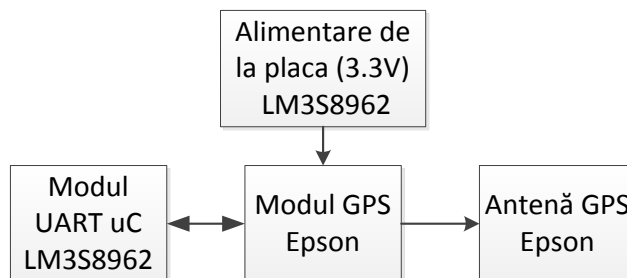 Alimentare de
la placa (3.3V)
LM3S8962
Modul
UART uC
LM3S8962
Modul GPS
Epson
Antenă GPS
Epson